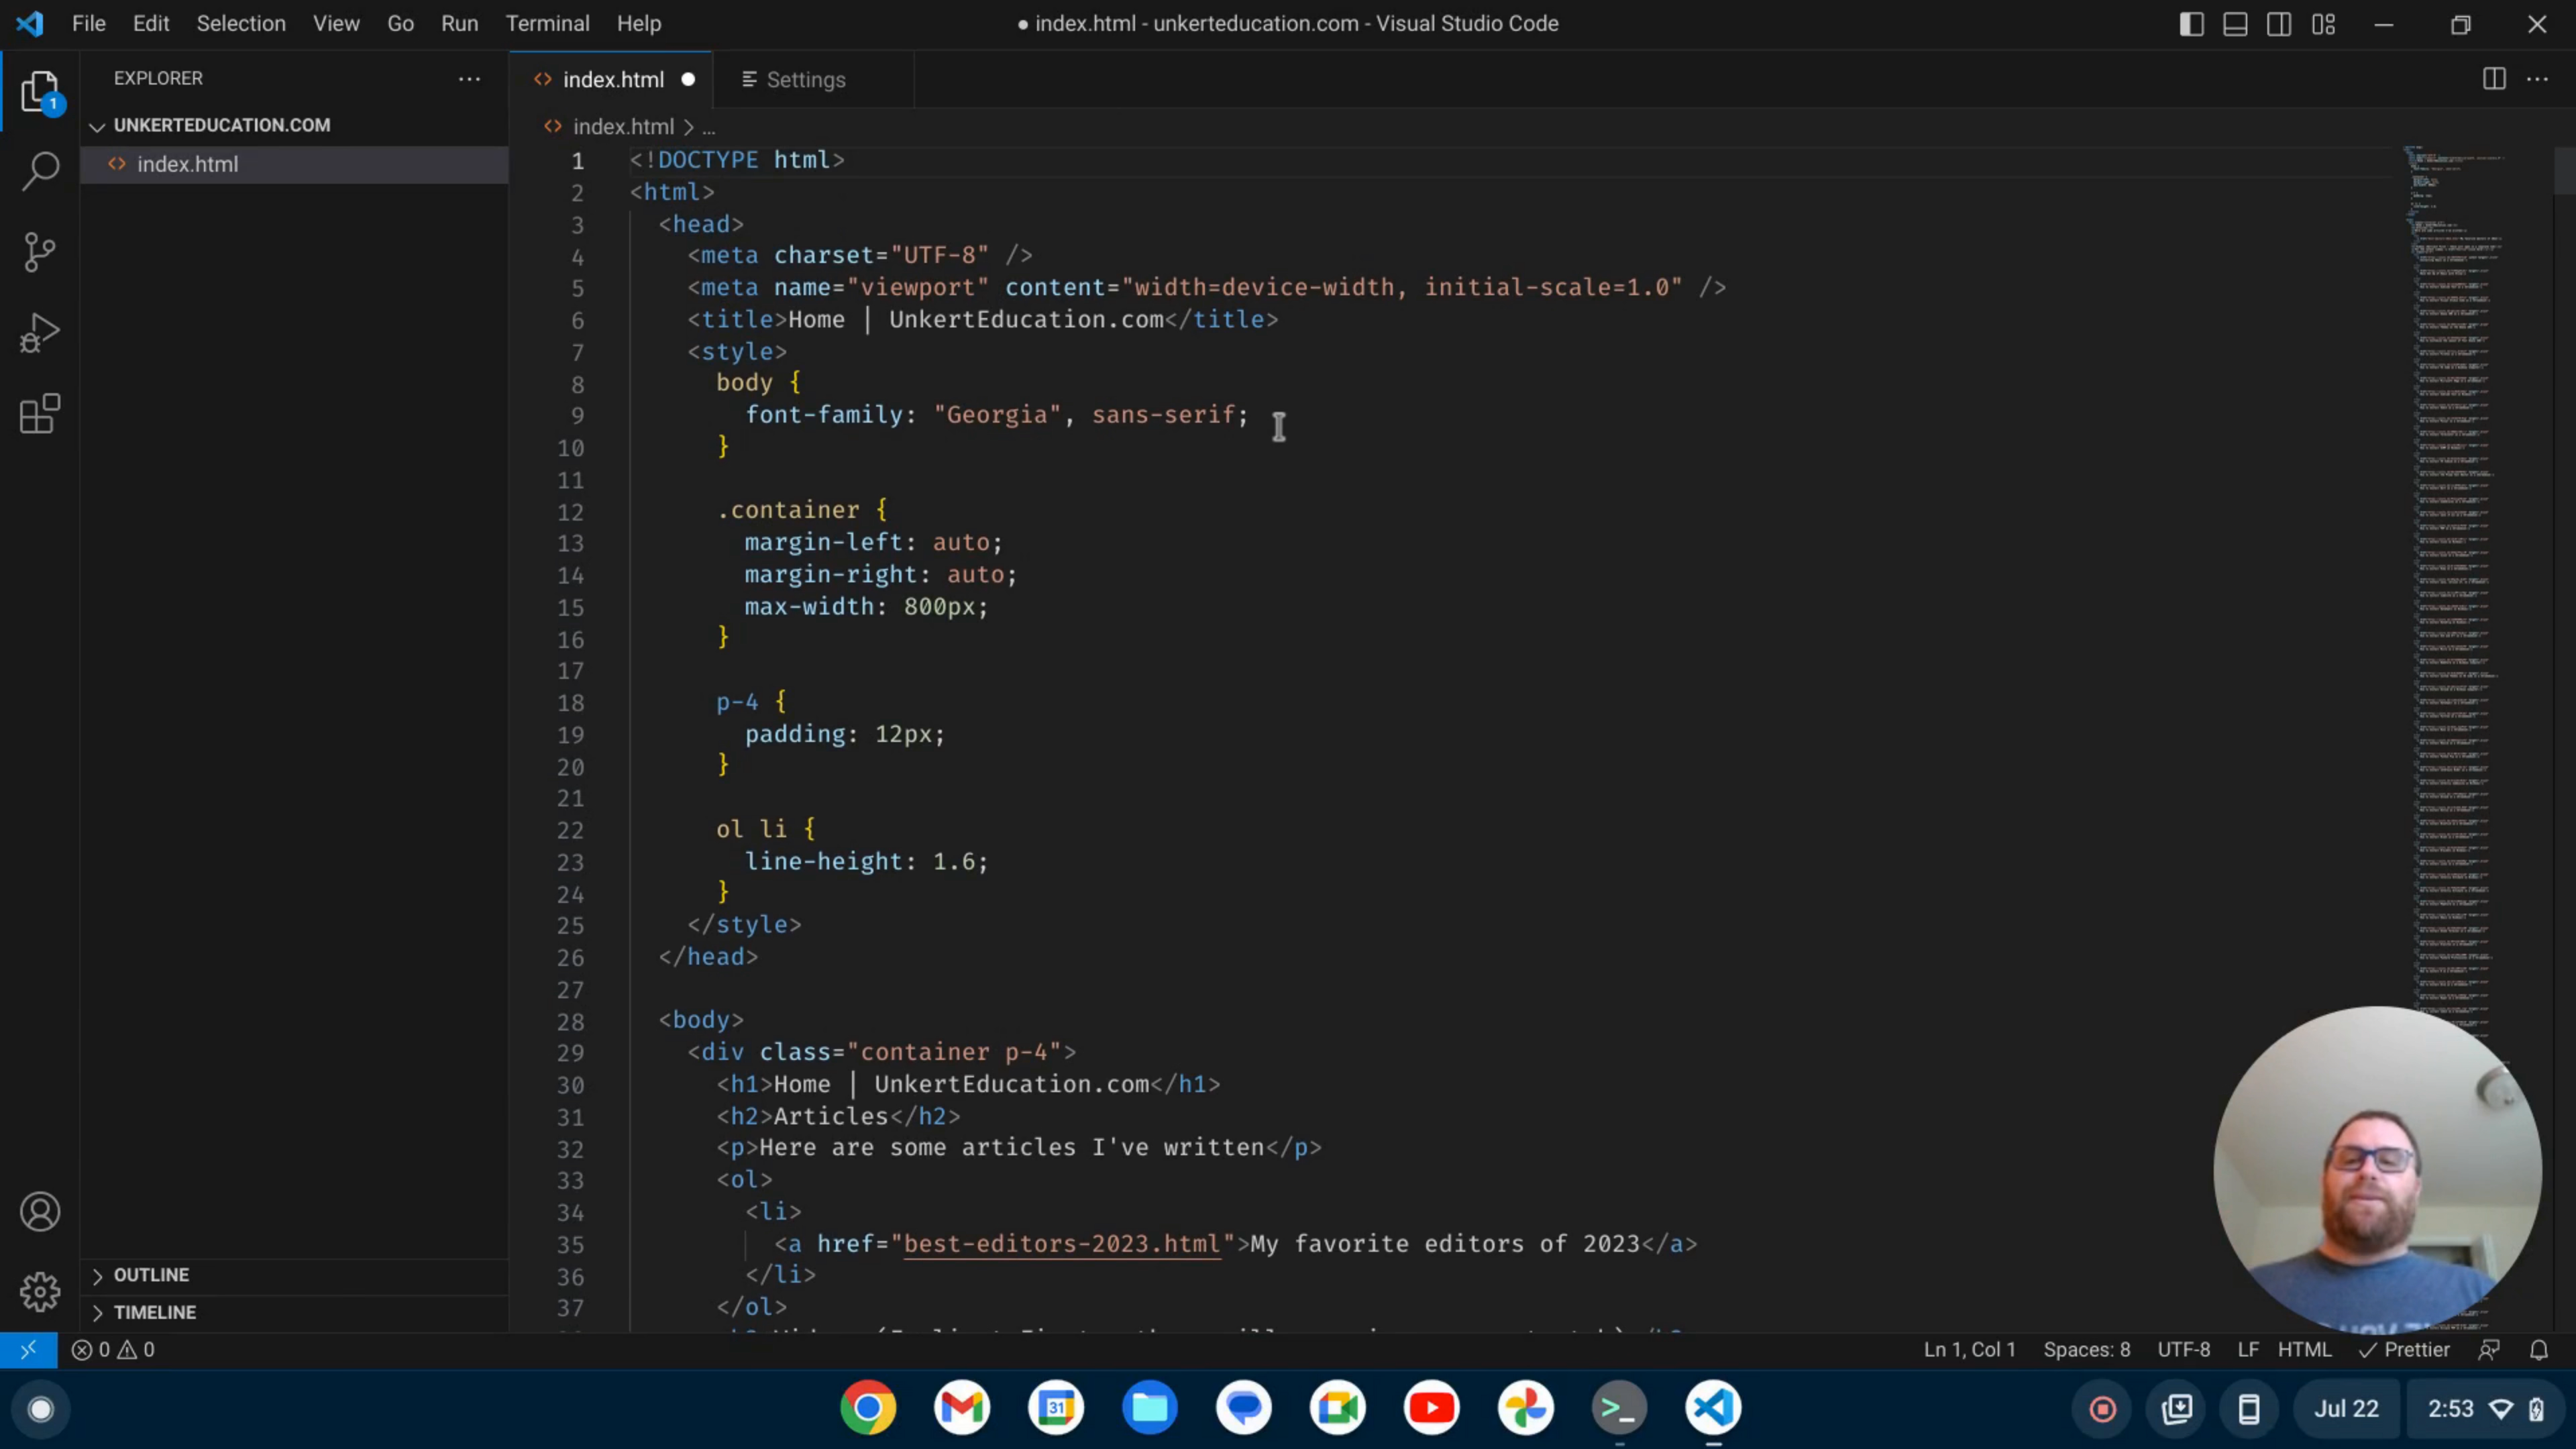 File Edit Selection View Go Run Terminal Help
● index.html - unkerteducation.com - Visual Studio Code
EXPLORER
1
UNKERTEDUCATION.COM
index.html
OUTLINE
TIMELINE
index.html ●
Settings
index.html > ...
1 <!DOCTYPE html>
2 <html>
3 <head>
4 <meta charset="UTF-8" />
5 <meta name="viewport" content="width=device-width, initial-scale=1.0" />
6 <title>Home | UnkertEducation.com</title>
7 <style>
8 body {
9 font-family: "Georgia", sans-serif;
10 }
11
12 .container {
13 margin-left: auto;
14 margin-right: auto;
15 max-width: 800px;
16 }
17
18 p-4 {
19 padding: 12px;
20 }
21
22 ol li {
23 line-height: 1.6;
24 }
25 </style>
26 </head>
27
28 <body>
29 <div class="container p-4">
30 <h1>Home | UnkertEducation.com</h1>
31 <h2>Articles</h2>
32 <p>Here are some articles I've written</p>
33 <ol>
34 <li>
35 <a href="best-editors-2023.html">My favorite editors of 2023</a>
36 </li>
37 </ol>
0 0
Ln 1, Col 1 Spaces: 8 UTF-8 LF HTML Prettier
31
Jul 22
2:53